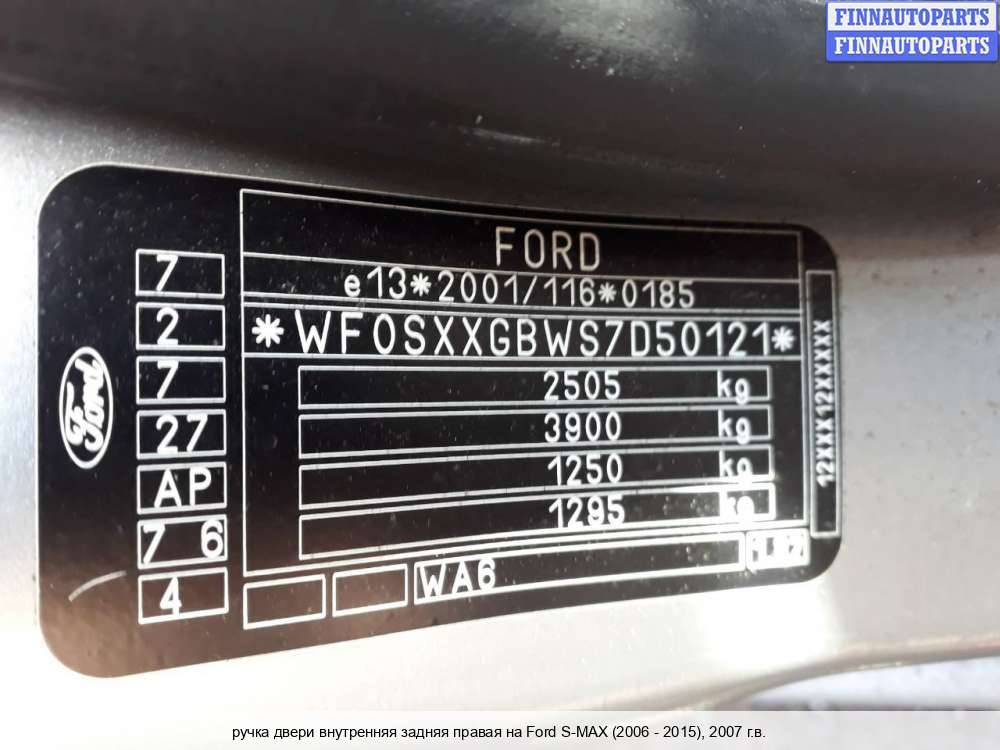 FINNAUTOPARTS
FINNAUTOPARTS
FORD
e13*2001/116*0185
*WF0SXXGBWS7D50121*
2505 kg
3900 kg
1250 kg
1295 kg
WA6
7
2
7
27
AP
7 6
4
Ford
12XXX12XXXXX
ручка двери внутренняя задняя правая на Ford S-MAX (2006 - 2015), 2007 г.в.